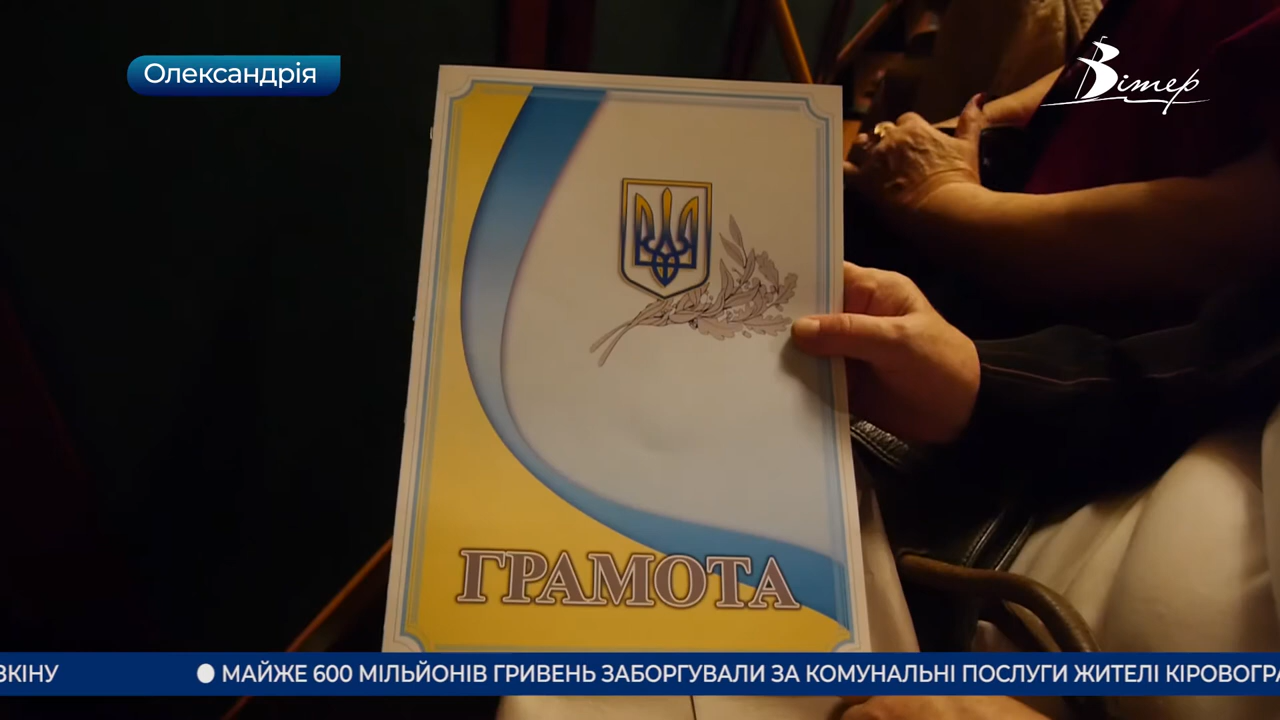 Олександрія
Вітер
ГРАМОТА
МАЙЖЕ 600 МІЛЬЙОНІВ ГРИВЕНЬ ЗАБОРГУВАЛИ ЗА КОМУНАЛЬНІ ПОСЛУГИ ЖИТЕЛІ